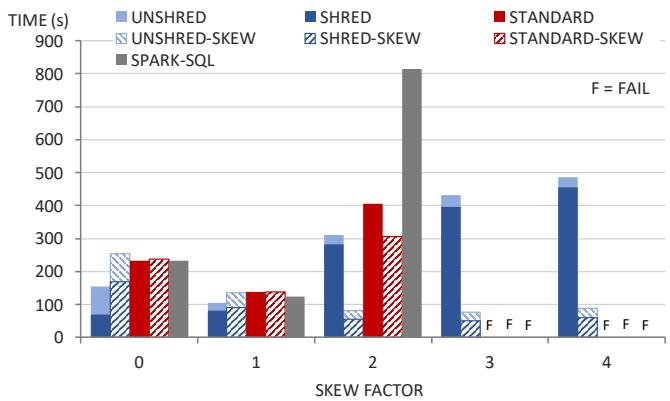 TIME (s)
UNSHRED SHRED STANDARD
UNSHRED-SKEW SHRED-SKEW STANDARD-SKEW
SPARK-SQL
F = FAIL
900
800
700
600
500
400
300
200
100
0
F F F F F F
0 1 2 3 4
SKEW FACTOR